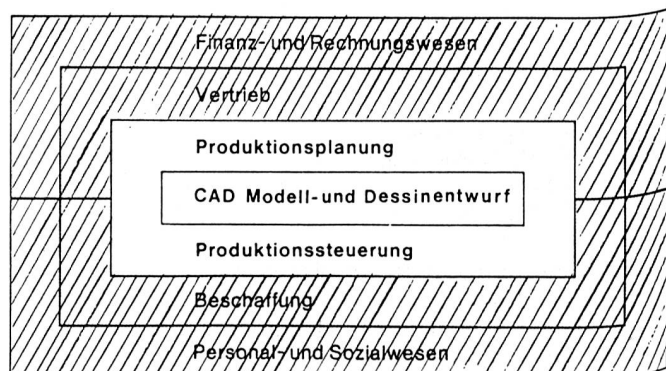 Finanz- und Rechnungswesen
Vertrieb
Produktionsplanung
CAD Modell- und Dessinentwurf
Produktionssteuerung
Beschaffung
Personal- und Sozialwesen